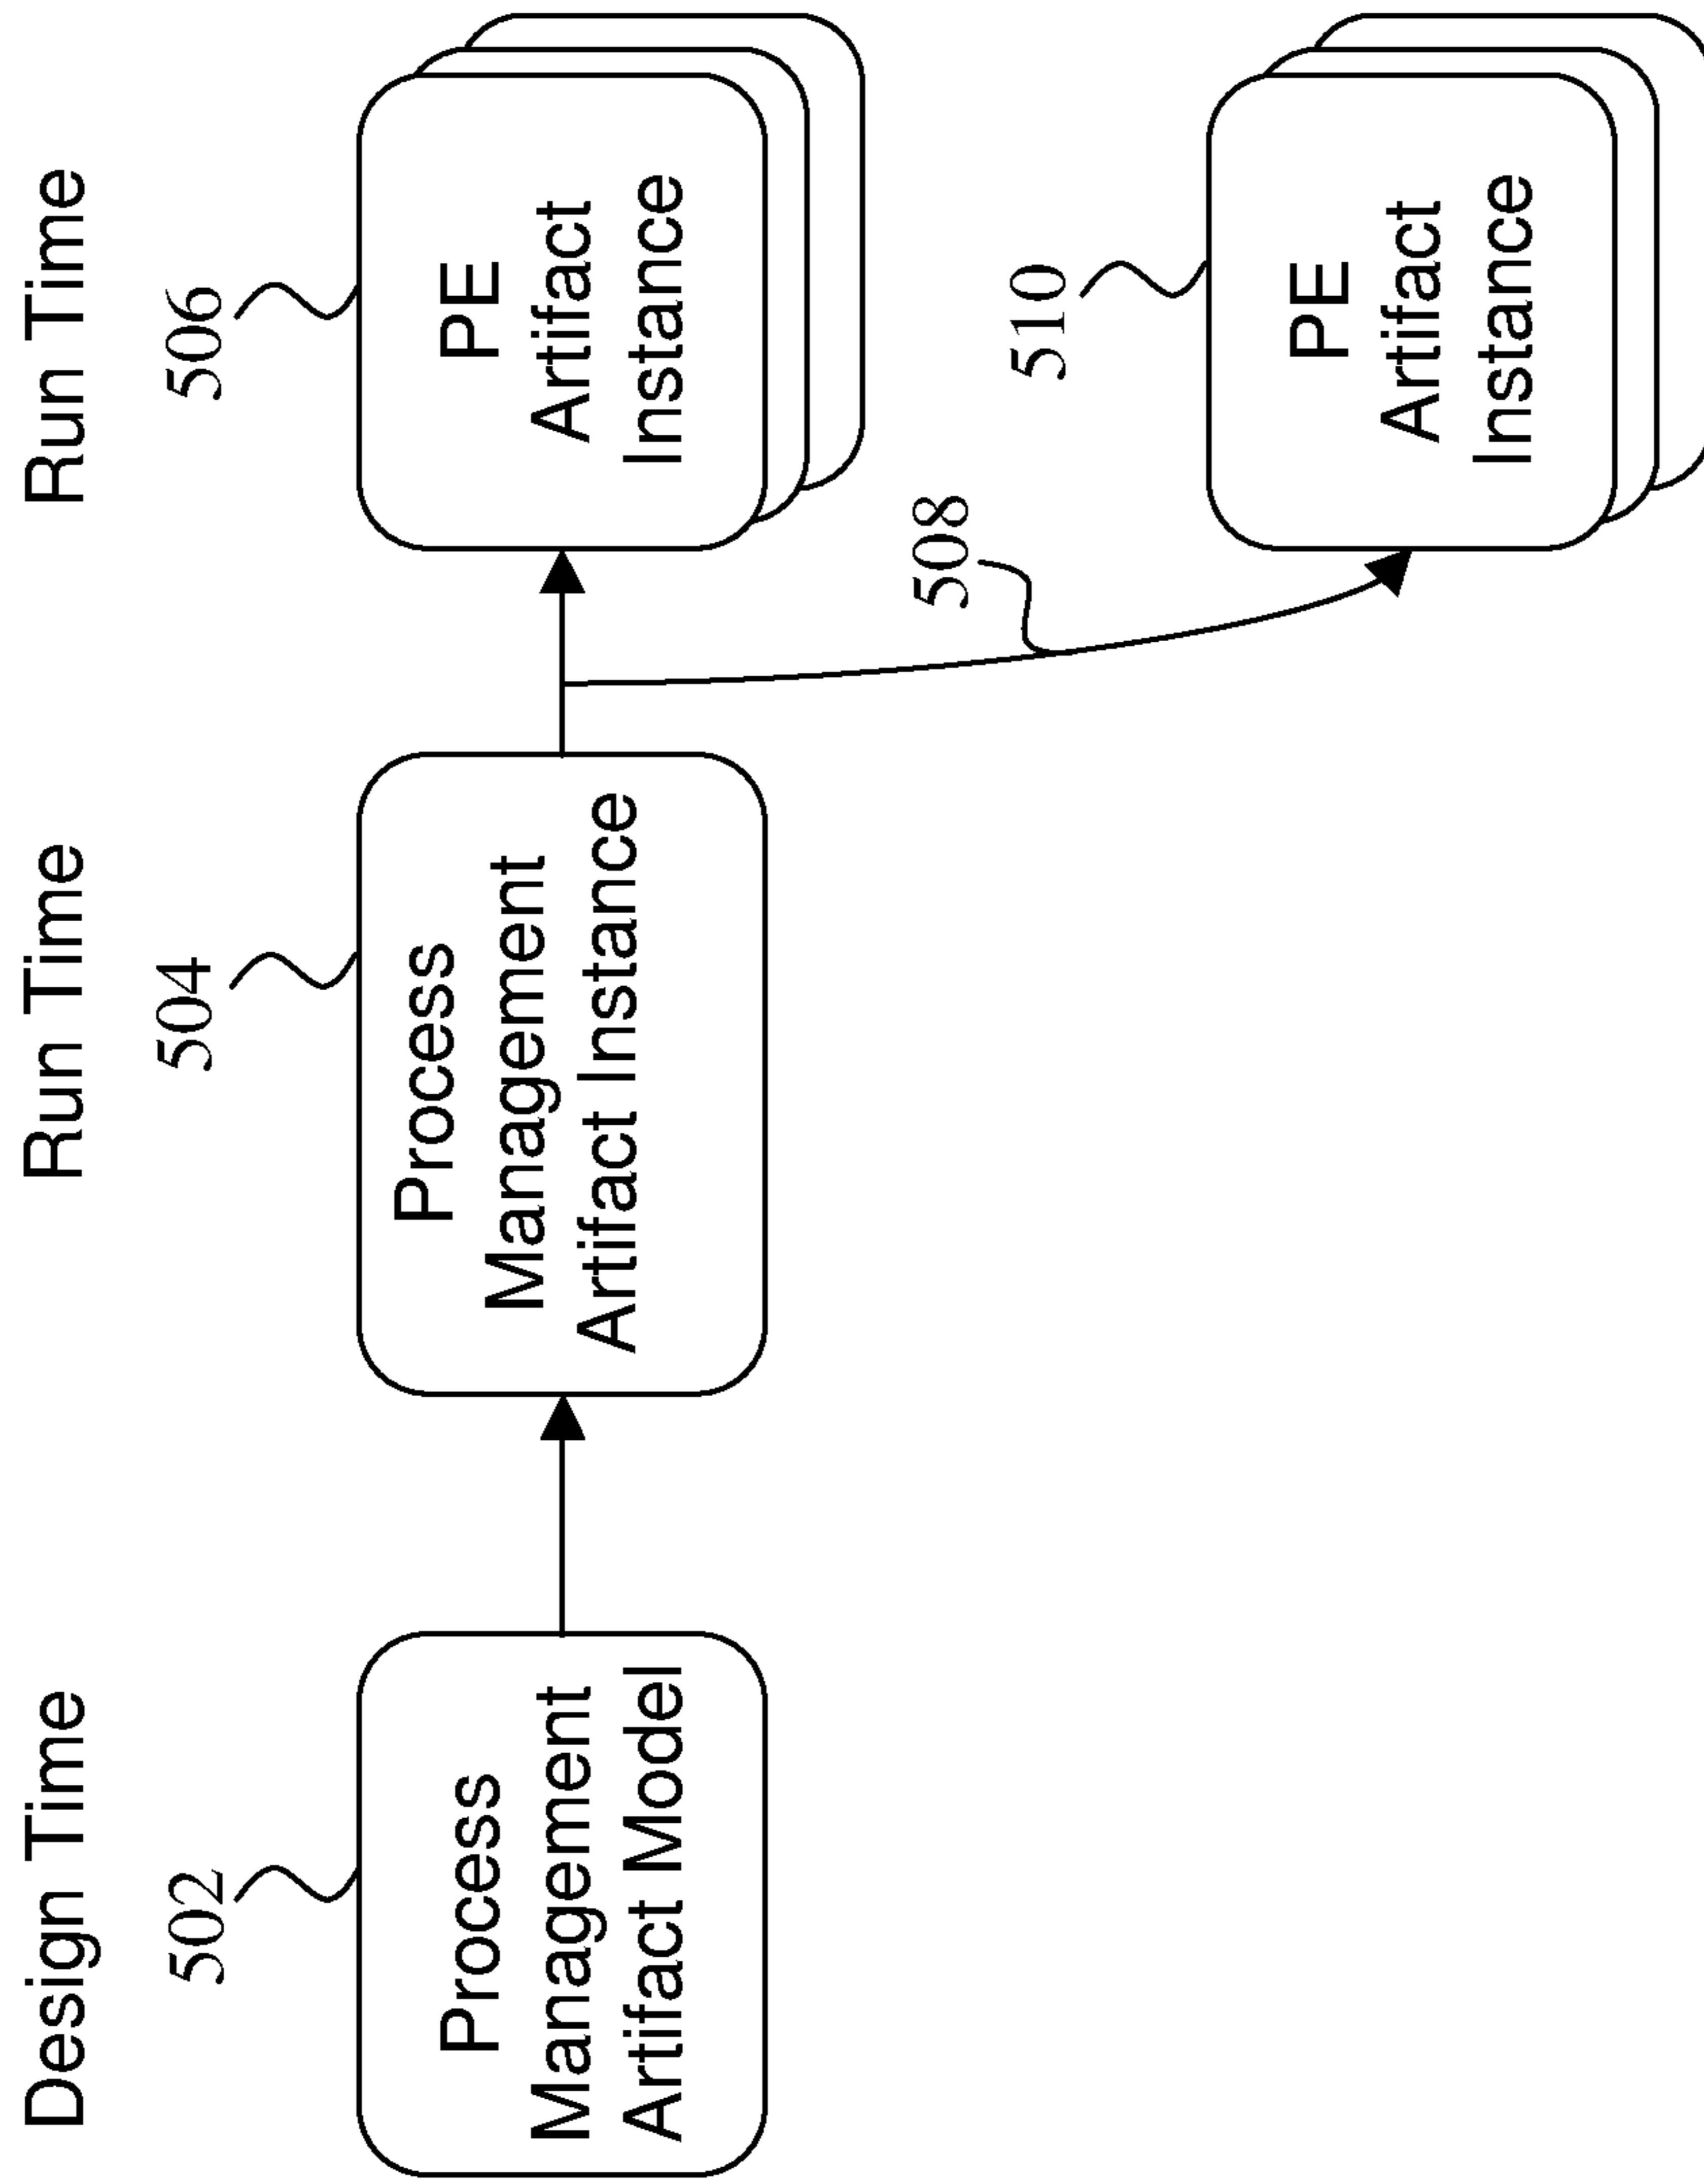 Design Time
Run Time
Run Time
502
504
506
Process
Management
Artifact Model
Process
Management
Artifact Instance
PE
Artifact
Instance
508
510
PE
Artifact
Instance